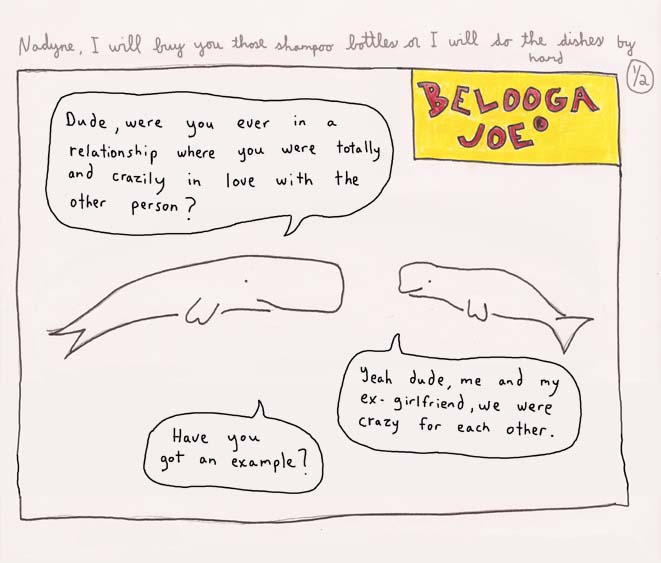 Nadyne, I will buy you those shampoo bottles or I will do the dishes by
hard
1/2
BELOOGA
JOE®
Dude, were you ever in a
relationship where you were totally
and crazily in love with the
other person?
Yeah dude, me and my
ex-girlfriend, we were
crazy for each other.
Have you
got an example?